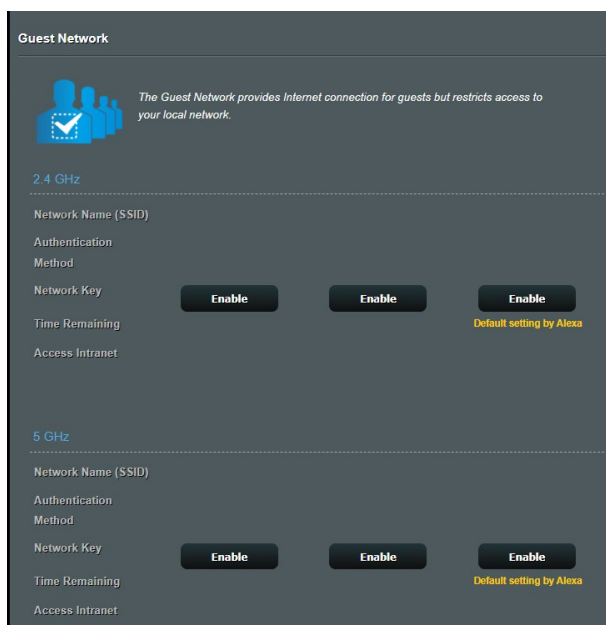 Guest Network
The Guest Network provides Internet connection for guests but restricts access to
your local network.
2.4 GHz
Network Name (SSID)
Authentication
Method
Network Key
Enable Enable Enable
Time Remaining
Default setting by Alexa
Access Intranet
5 GHz
Network Name (SSID)
Authentication
Method
Network Key
Enable Enable Enable
Time Remaining
Default setting by Alexa
Access Intranet